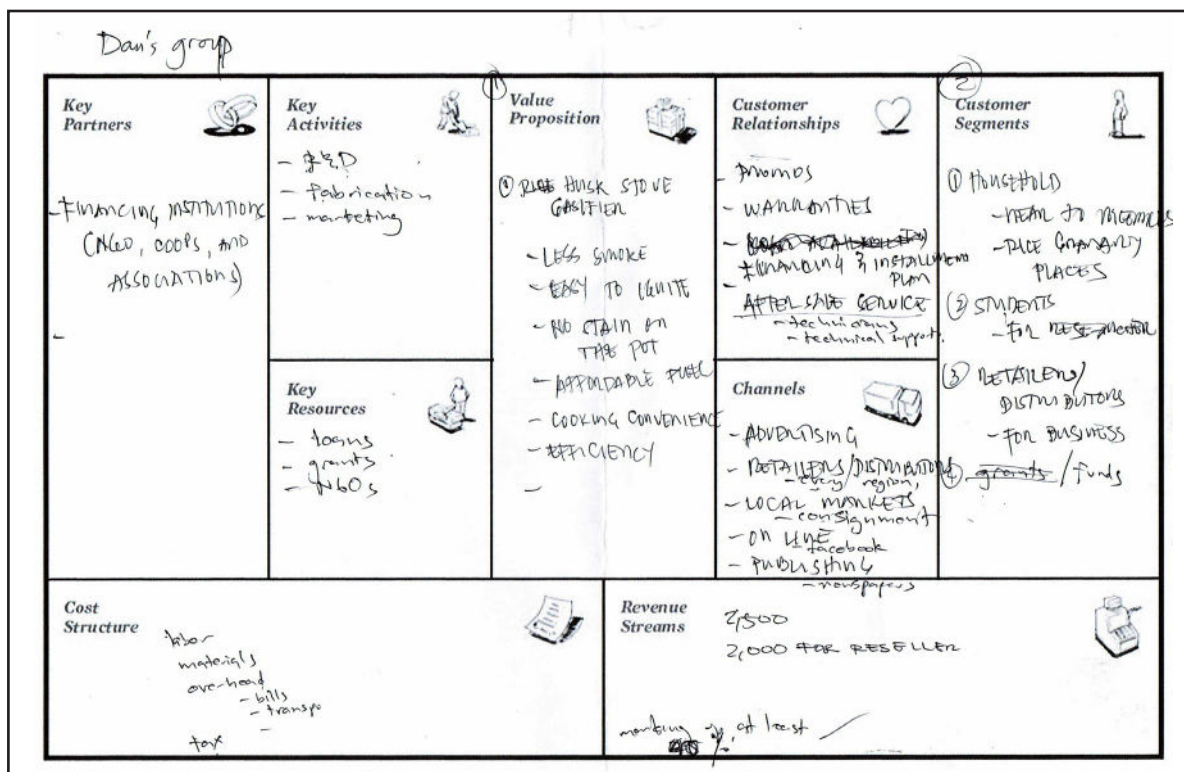 Dan's group
Key
Partners
- FINANCING INSTITUTIONS
(NGO, COOPS, AND
ASSOCIATIONS)
-
Key
Activities
- R&D
- fabrication
- marketing
Key
Resources
- loans
- grants
- NGOs
①
Value
Proposition
① RICE HUSK STOVE
GASIFIER
- LESS SMOKE
- EASY TO IGNITE
- NO STAIN ON
THE POT
- AFFORDABLE FUEL
- COOKING CONVENIENCE
- EFFICIENCY
-
Customer
Relationships
- PROMOS
- WARRANTIES
-
FINANCING & INSTALLMENT
PLAN
- AFTER SALE SERVICE
- technicians
- technical support.
Channels
- ADVERTISING
- RETAILERS/DISTRIBUTORS
- every region,
- LOCAL MARKETS
- consignment
- ON LINE
- facebook
- PUBLISHING
- newspapers
②
Customer
Segments
① HOUSEHOLD
- NEAR TO
- RICE GRANARY
PLACES
② STUDENTS
- FOR
③ RETAILERS/
DISTRIBUTORS
- FOR BUSINESS
④ grants / funds
Cost
Structure
labor
materials
overhead
- bills
- transpo
-
tax
Revenue
Streams
2,500
2,000 FOR RESELLER
%, at least